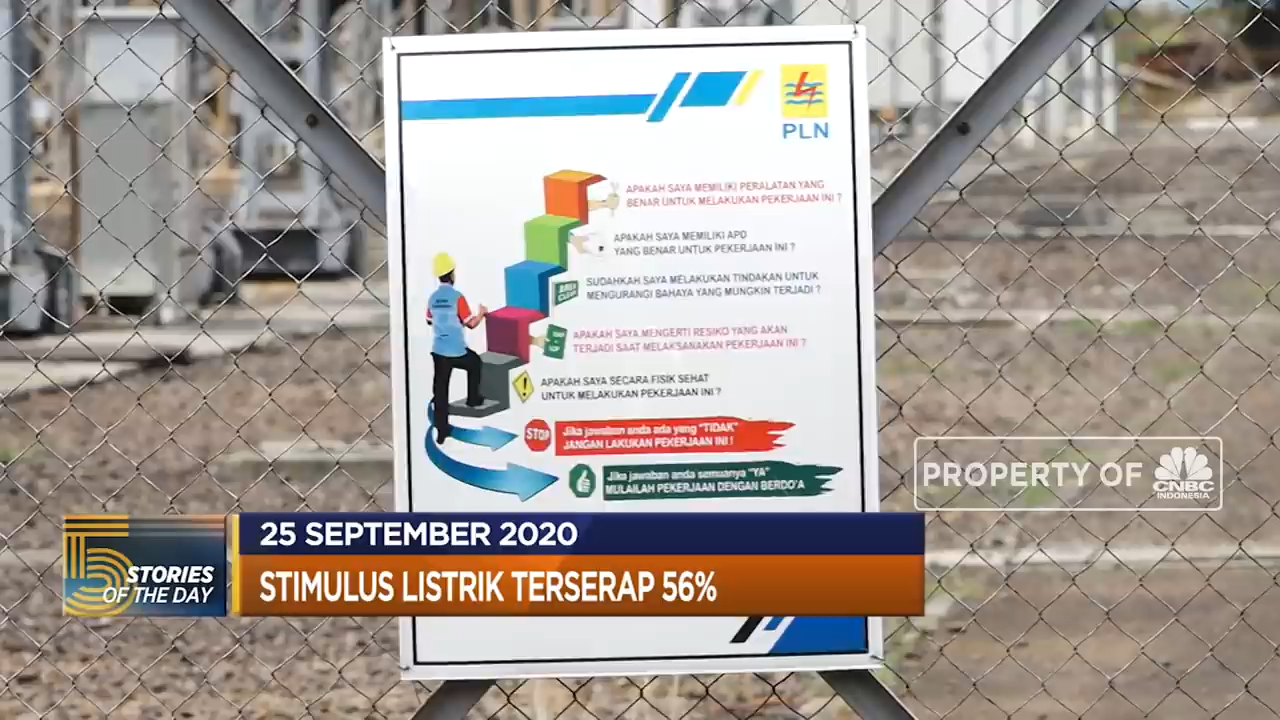 PLN
APAKAH SAYA MEMILIKI PERALATAN YANG
BENAR UNTUK MELAKUKAN PEKERJAAN INI ?
APAKAH SAYA MEMILIKI APD
YANG BENAR UNTUK PEKERJAAN INI ?
SUDAHKAH SAYA MELAKUKAN TINDAKAN UNTUK
MENGURANGI BAHAYA YANG MUNGKIN TERJADI ?
APAKAH SAYA MENGERTI RESIKO YANG AKAN
TERJADI SAAT MELAKSANAKAN PEKERJAAN INI ?
APAKAH SAYA SECARA FISIK SEHAT
UNTUK MELAKUKAN PEKERJAAN INI ?
STOP
Jika jawaban anda ada yang "TIDAK"
JANGAN LAKUKAN PEKERJAAN INI !
Jika jawaban anda semuanya "YA"
MULAILAH PEKERJAAN DENGAN BERDO'A
PROPERTY OF CNBC
INDONESIA
5 STORIES
OF THE DAY
25 SEPTEMBER 2020
STIMULUS LISTRIK TERSERAP 56%